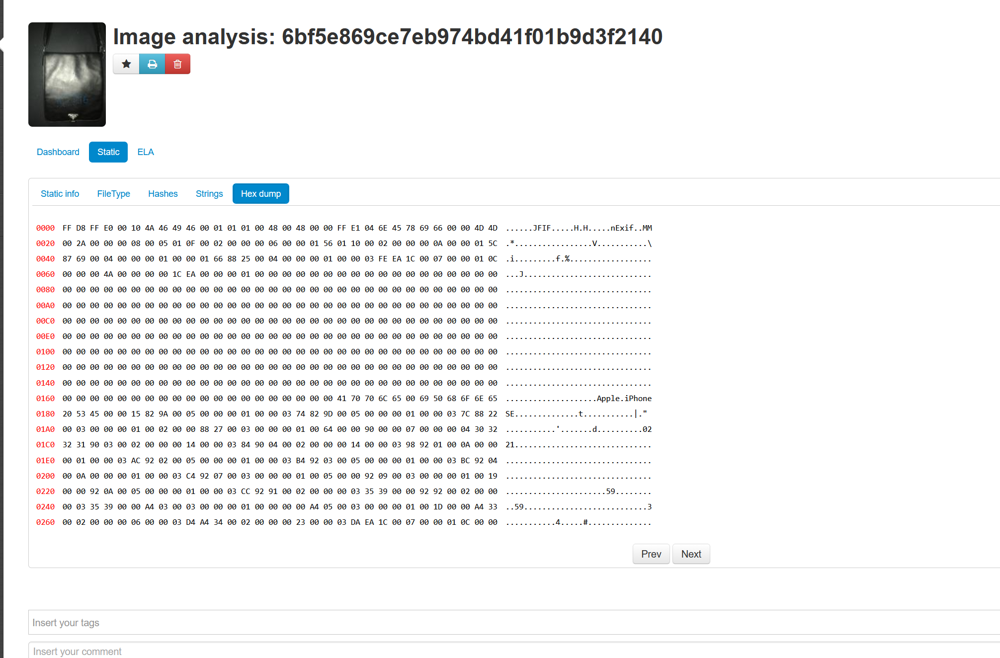 Image analysis: 6bf5e869ce7eb974bd41f01b9d3f2140
Dashboard Static ELA
Static info FileType Hashes Strings Hex dump
0000 FF D8 FF E0 00 10 4A 46 49 46 00 01 01 01 00 48 00 48 00 00 FF E1 04 6E 45 78 69 66 00 00 4D 4D ......JFIF.....H.H.....nExif..MM
0020 00 2A 00 00 00 08 00 05 01 0F 00 02 00 00 00 06 00 00 01 56 01 10 00 02 00 00 00 0A 00 00 01 5C .*.................V...........\
0040 87 69 00 04 00 00 00 01 00 00 01 66 88 25 00 04 00 00 00 01 00 00 03 FE EA 1C 00 07 00 00 01 0C .i.........f.%..................
0060 00 00 00 4A 00 00 00 00 1C EA 00 00 00 01 00 00 00 00 00 00 00 00 00 00 00 00 00 00 00 00 00 00 ...J............................
0080 00 00 00 00 00 00 00 00 00 00 00 00 00 00 00 00 00 00 00 00 00 00 00 00 00 00 00 00 00 00 00 00 ................................
00A0 00 00 00 00 00 00 00 00 00 00 00 00 00 00 00 00 00 00 00 00 00 00 00 00 00 00 00 00 00 00 00 00 ................................
00C0 00 00 00 00 00 00 00 00 00 00 00 00 00 00 00 00 00 00 00 00 00 00 00 00 00 00 00 00 00 00 00 00 ................................
00E0 00 00 00 00 00 00 00 00 00 00 00 00 00 00 00 00 00 00 00 00 00 00 00 00 00 00 00 00 00 00 00 00 ................................
0100 00 00 00 00 00 00 00 00 00 00 00 00 00 00 00 00 00 00 00 00 00 00 00 00 00 00 00 00 00 00 00 00 ................................
0120 00 00 00 00 00 00 00 00 00 00 00 00 00 00 00 00 00 00 00 00 00 00 00 00 00 00 00 00 00 00 00 00 ................................
0140 00 00 00 00 00 00 00 00 00 00 00 00 00 00 00 00 00 00 00 00 00 00 00 00 00 00 00 00 00 00 00 00 ................................
0160 00 00 00 00 00 00 00 00 00 00 00 00 00 00 00 00 00 00 00 00 41 70 70 6C 65 00 69 50 68 6F 6E 65 ....................Apple.iPhone
0180 20 53 45 00 00 15 82 9A 00 05 00 00 00 01 00 00 03 74 82 9D 00 05 00 00 00 01 00 00 03 7C 88 22 SE..............t...........|."
01A0 00 03 00 00 00 01 00 02 00 00 88 27 00 03 00 00 00 01 00 64 00 00 90 00 00 07 00 00 00 04 30 32 ...........'.......d..........02
01C0 32 31 90 03 00 02 00 00 00 14 00 00 03 84 90 04 00 02 00 00 00 14 00 00 03 98 92 01 00 0A 00 00 21..............................
01E0 00 01 00 00 03 AC 92 02 00 05 00 00 00 01 00 00 03 B4 92 03 00 05 00 00 00 01 00 00 03 BC 92 04 ................................
0200 00 0A 00 00 00 01 00 00 03 C4 92 07 00 03 00 00 00 01 00 05 00 00 92 09 00 03 00 00 00 01 00 19 ................................
0220 00 00 92 0A 00 05 00 00 00 01 00 00 03 CC 92 91 00 02 00 00 00 03 35 39 00 00 92 92 00 02 00 00 ......................59........
0240 00 03 35 39 00 00 A4 03 00 03 00 00 00 01 00 00 00 00 A4 05 00 03 00 00 00 01 00 1D 00 00 A4 33 ..59...........................3
0260 00 02 00 00 00 06 00 00 03 D4 A4 34 00 02 00 00 00 23 00 00 03 DA EA 1C 00 07 00 00 01 0C 00 00 ...........4.....#..............
Prev Next
Insert your tags
Insert your comment